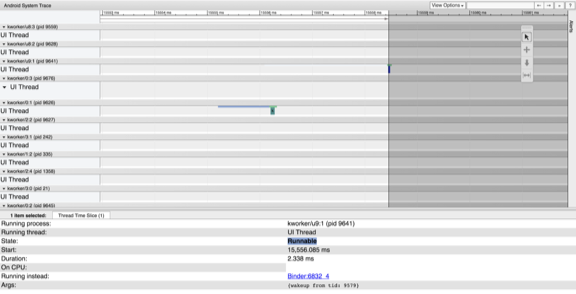 Android System Trace
View Options
kworker/u9:3 (pid 9559)
UI Thread
kworker/u8:2 (pid 9628)
UI Thread
kworker/u9:1 (pid 9641)
UI Thread
kworker/0:3 (pid 9676)
UI Thread
kworker/0:1 (pid 9626)
UI Thread
kworker/2:2 (pid 9627)
UI Thread
kworker/3:1 (pid 242)
UI Thread
kworker/1:2 (pid 335)
UI Thread
kworker/2:4 (pid 1358)
UI Thread
kworker/3:0 (pid 21)
UI Thread
kworker/0:2 (pid 9645)
1 item selected: Thread Time Slice (1)
Running process: kworker/u9:1 (pid 9641)
Running thread: UI Thread
State: Runnable
Start: 15,556.085 ms
Duration: 2.338 ms
On CPU:
Running instead: Binder:6832_4
Args: {wakeup from tid: 9579}